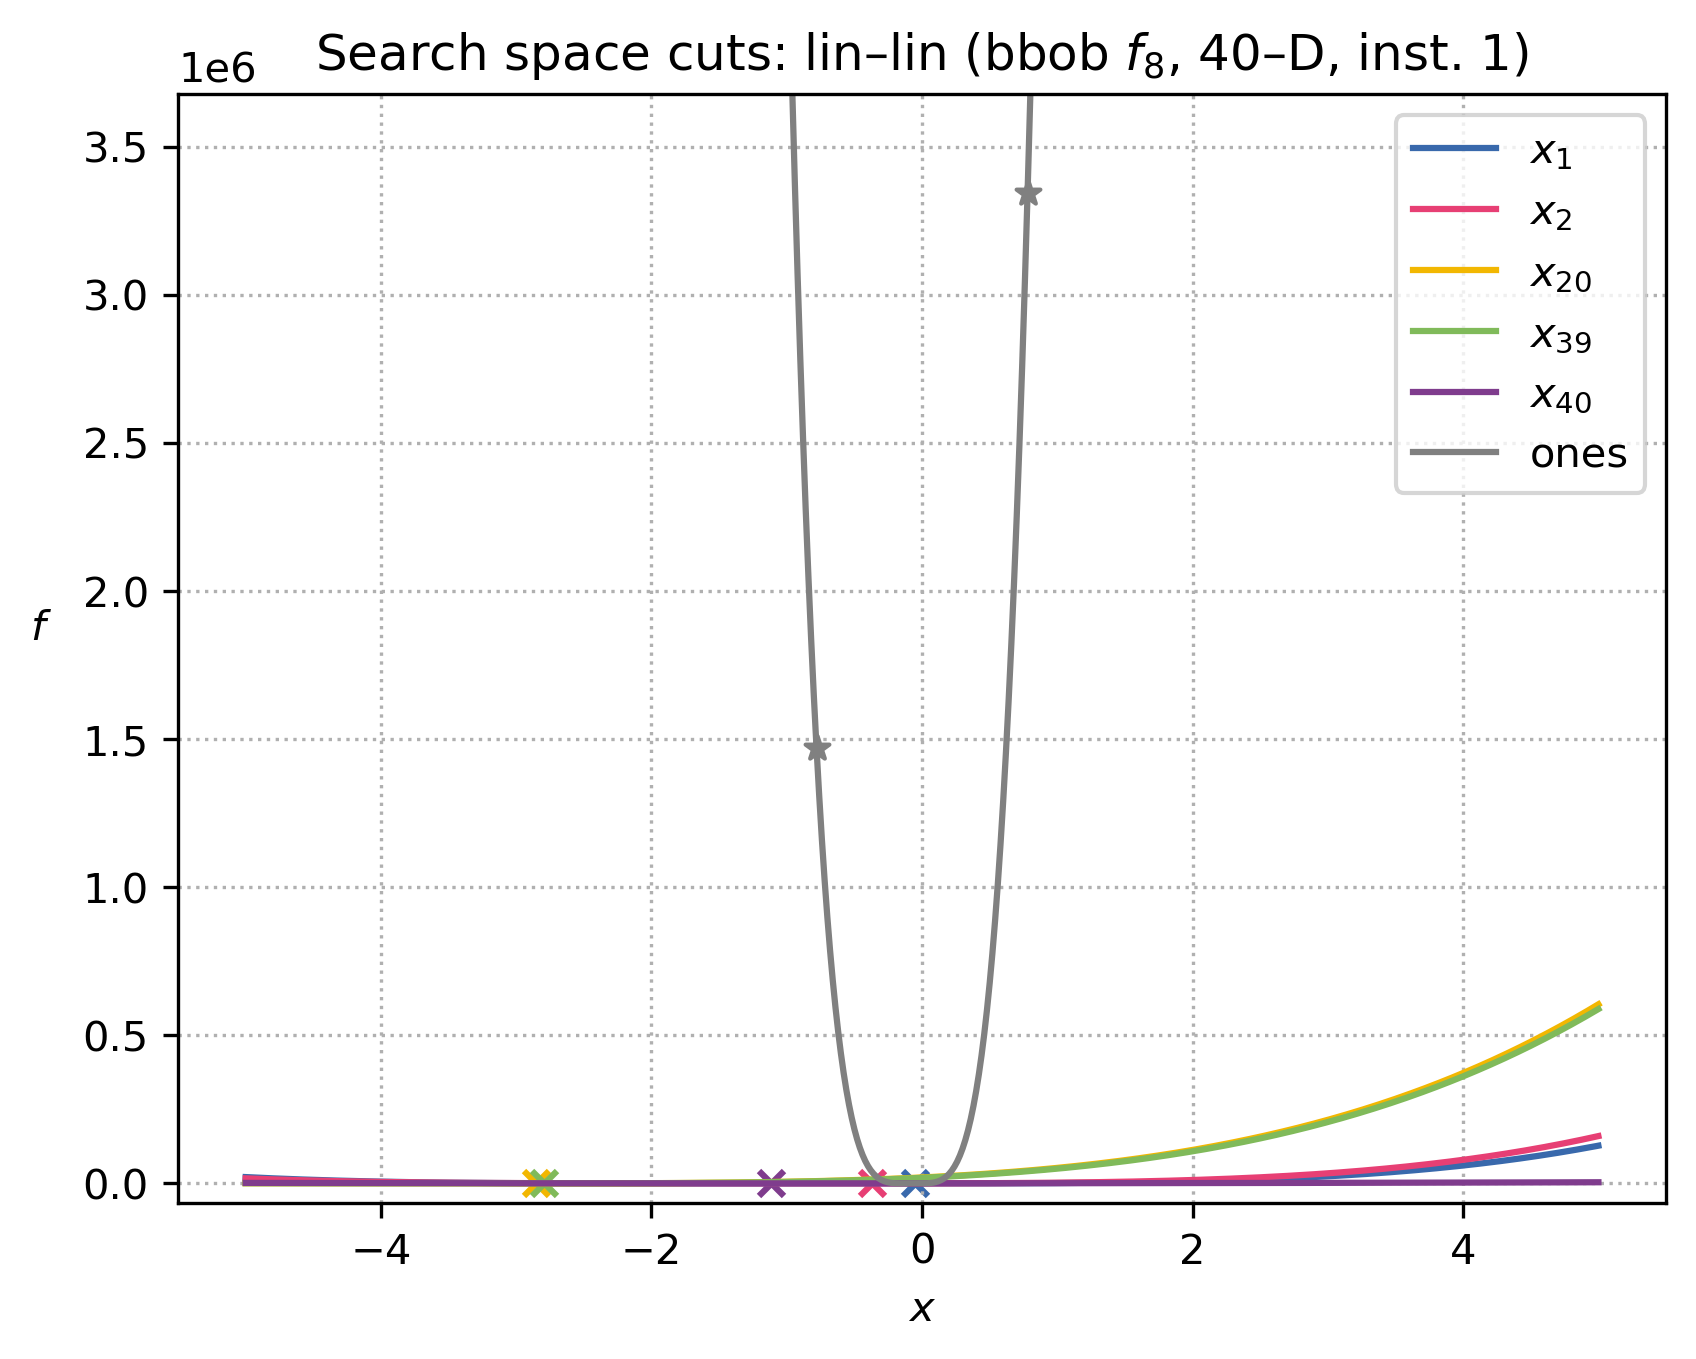 Search space cuts: lin–lin (bbob f₈, 40–D, inst. 1)
1e6
3.5
3.0
2.5
2.0
1.5
1.0
0.5
0.0
f
−4
−2
0
2
4
x
x₁
x₂
x₂₀
x₃₉
x₄₀
ones